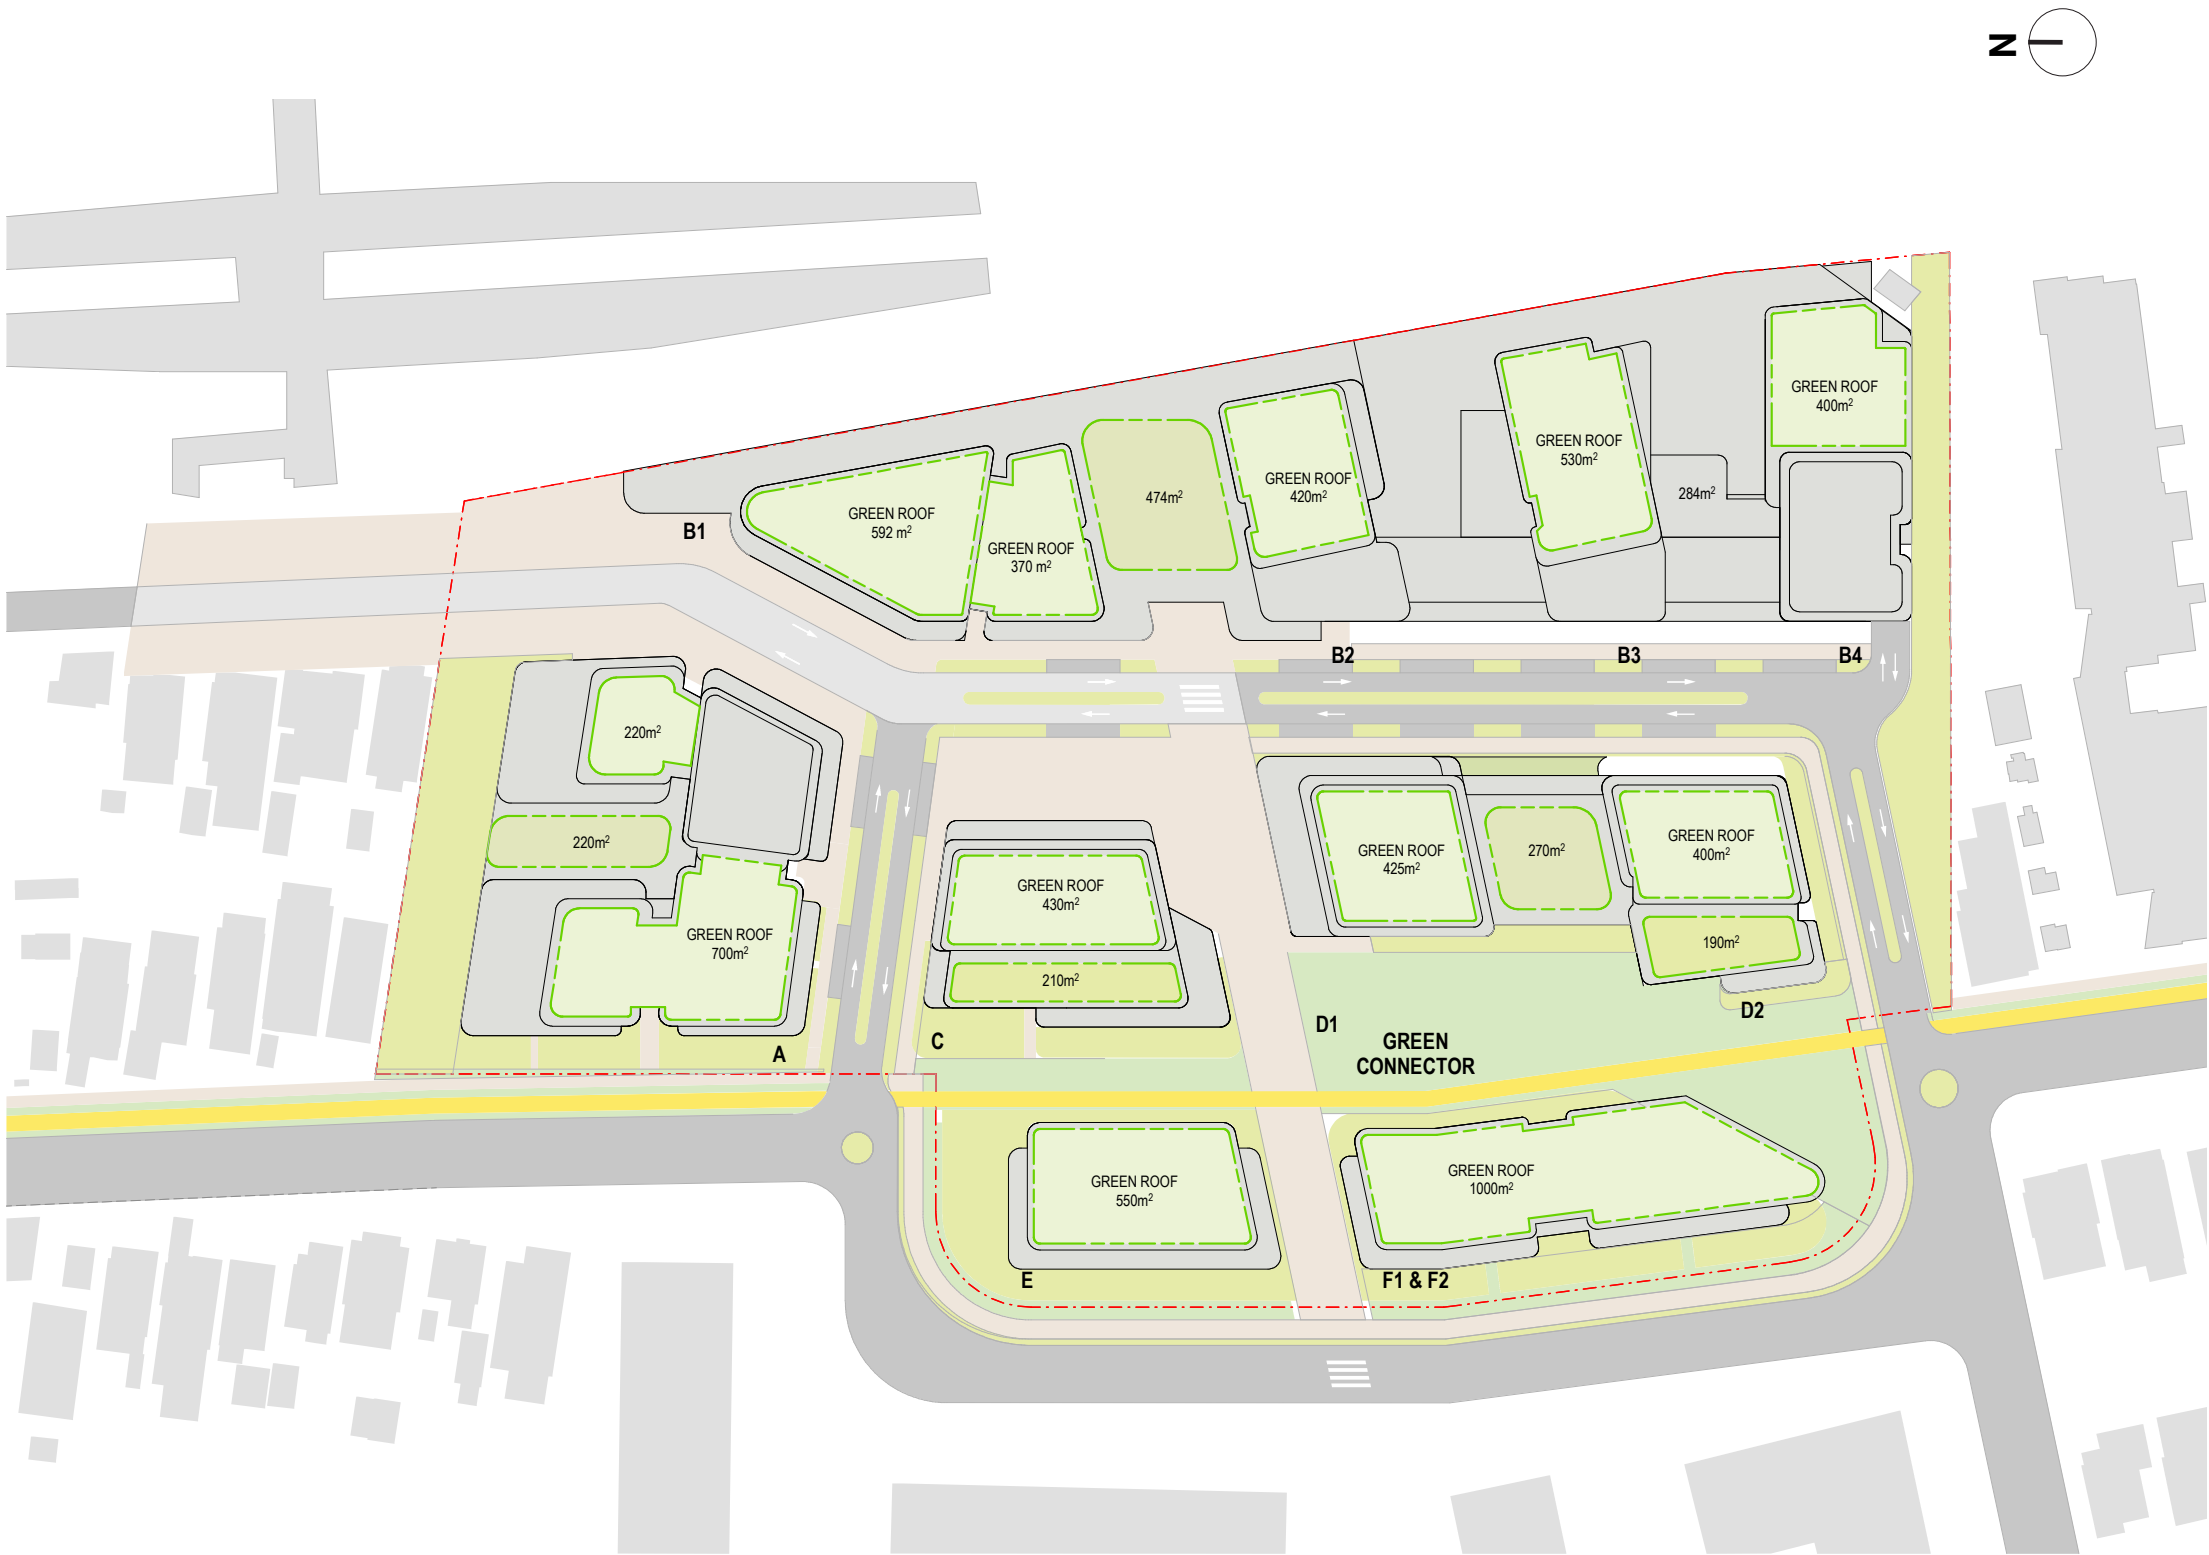 N
GREEN ROOF
400m²
GREEN ROOF
530m²
GREEN ROOF
420m²
284m²
474m²
GREEN ROOF
592 m²
B1
GREEN ROOF
370 m²
B2
B3
B4
220m²
220m²
GREEN ROOF
700m²
A
GREEN ROOF
430m²
210m²
C
GREEN ROOF
425m²
270m²
GREEN ROOF
400m²
190m²
D1
D2
GREEN
CONNECTOR
GREEN ROOF
550m²
E
GREEN ROOF
1000m²
F1 & F2